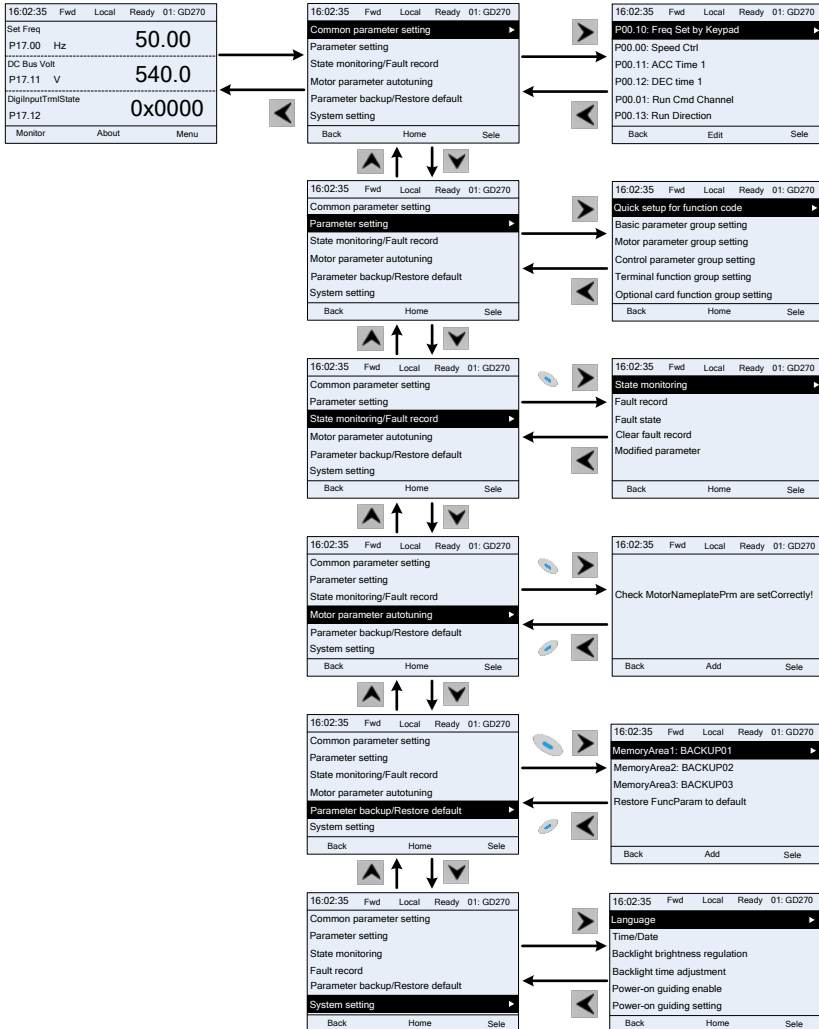 16:02:35 Fwd Local Ready 01: GD270
Set Freq
P17.00 Hz 50.00
DC Bus Volt
P17.11 V 540.0
DigiInputTrmlState
P17.12 0x0000
Monitor About Menu
16:02:35 Fwd Local Ready 01: GD270
Common parameter setting
Parameter setting
State monitoring/Fault record
Motor parameter autotuning
Parameter backup/Restore default
System setting
Back Home Sele
16:02:35 Fwd Local Ready 01: GD270
P00.10: Freq Set by Keypad
P00.00: Speed Ctrl
P00.11: ACC Time 1
P00.12: DEC time 1
P00.01: Run Cmd Channel
P00.13: Run Direction
Back Edit Sele
16:02:35 Fwd Local Ready 01: GD270
Common parameter setting
Parameter setting
State monitoring/Fault record
Motor parameter autotuning
Parameter backup/Restore default
System setting
Back Home Sele
16:02:35 Fwd Local Ready 01: GD270
Quick setup for function code
Basic parameter group setting
Motor parameter group setting
Control parameter group setting
Terminal function group setting
Optional card function group setting
Back Home Sele
16:02:35 Fwd Local Ready 01: GD270
Common parameter setting
Parameter setting
State monitoring/Fault record
Motor parameter autotuning
Parameter backup/Restore default
System setting
Back Home Sele
16:02:35 Fwd Local Ready 01: GD270
State monitoring
Fault record
Fault state
Clear fault record
Modified parameter
Back Home Sele
16:02:35 Fwd Local Ready 01: GD270
Common parameter setting
Parameter setting
State monitoring/Fault record
Motor parameter autotuning
Parameter backup/Restore default
System setting
Back Home Sele
16:02:35 Fwd Local Ready 01: GD270
Check MotorNameplatePrm are setCorrectly!
Back Add Sele
16:02:35 Fwd Local Ready 01: GD270
Common parameter setting
Parameter setting
State monitoring/Fault record
Motor parameter autotuning
Parameter backup/Restore default
System setting
Back Home Sele
16:02:35 Fwd Local Ready 01: GD270
MemoryArea1: BACKUP01
MemoryArea2: BACKUP02
MemoryArea3: BACKUP03
Restore FuncParam to default
Back Add Sele
16:02:35 Fwd Local Ready 01: GD270
Common parameter setting
Parameter setting
State monitoring
Fault record
Parameter backup/Restore default
System setting
Back Home Sele
16:02:35 Fwd Local Ready 01: GD270
Language
Time/Date
Backlight brightness regulation
Backlight time adjustment
Power-on guiding enable
Power-on guiding setting
Back Home Sele